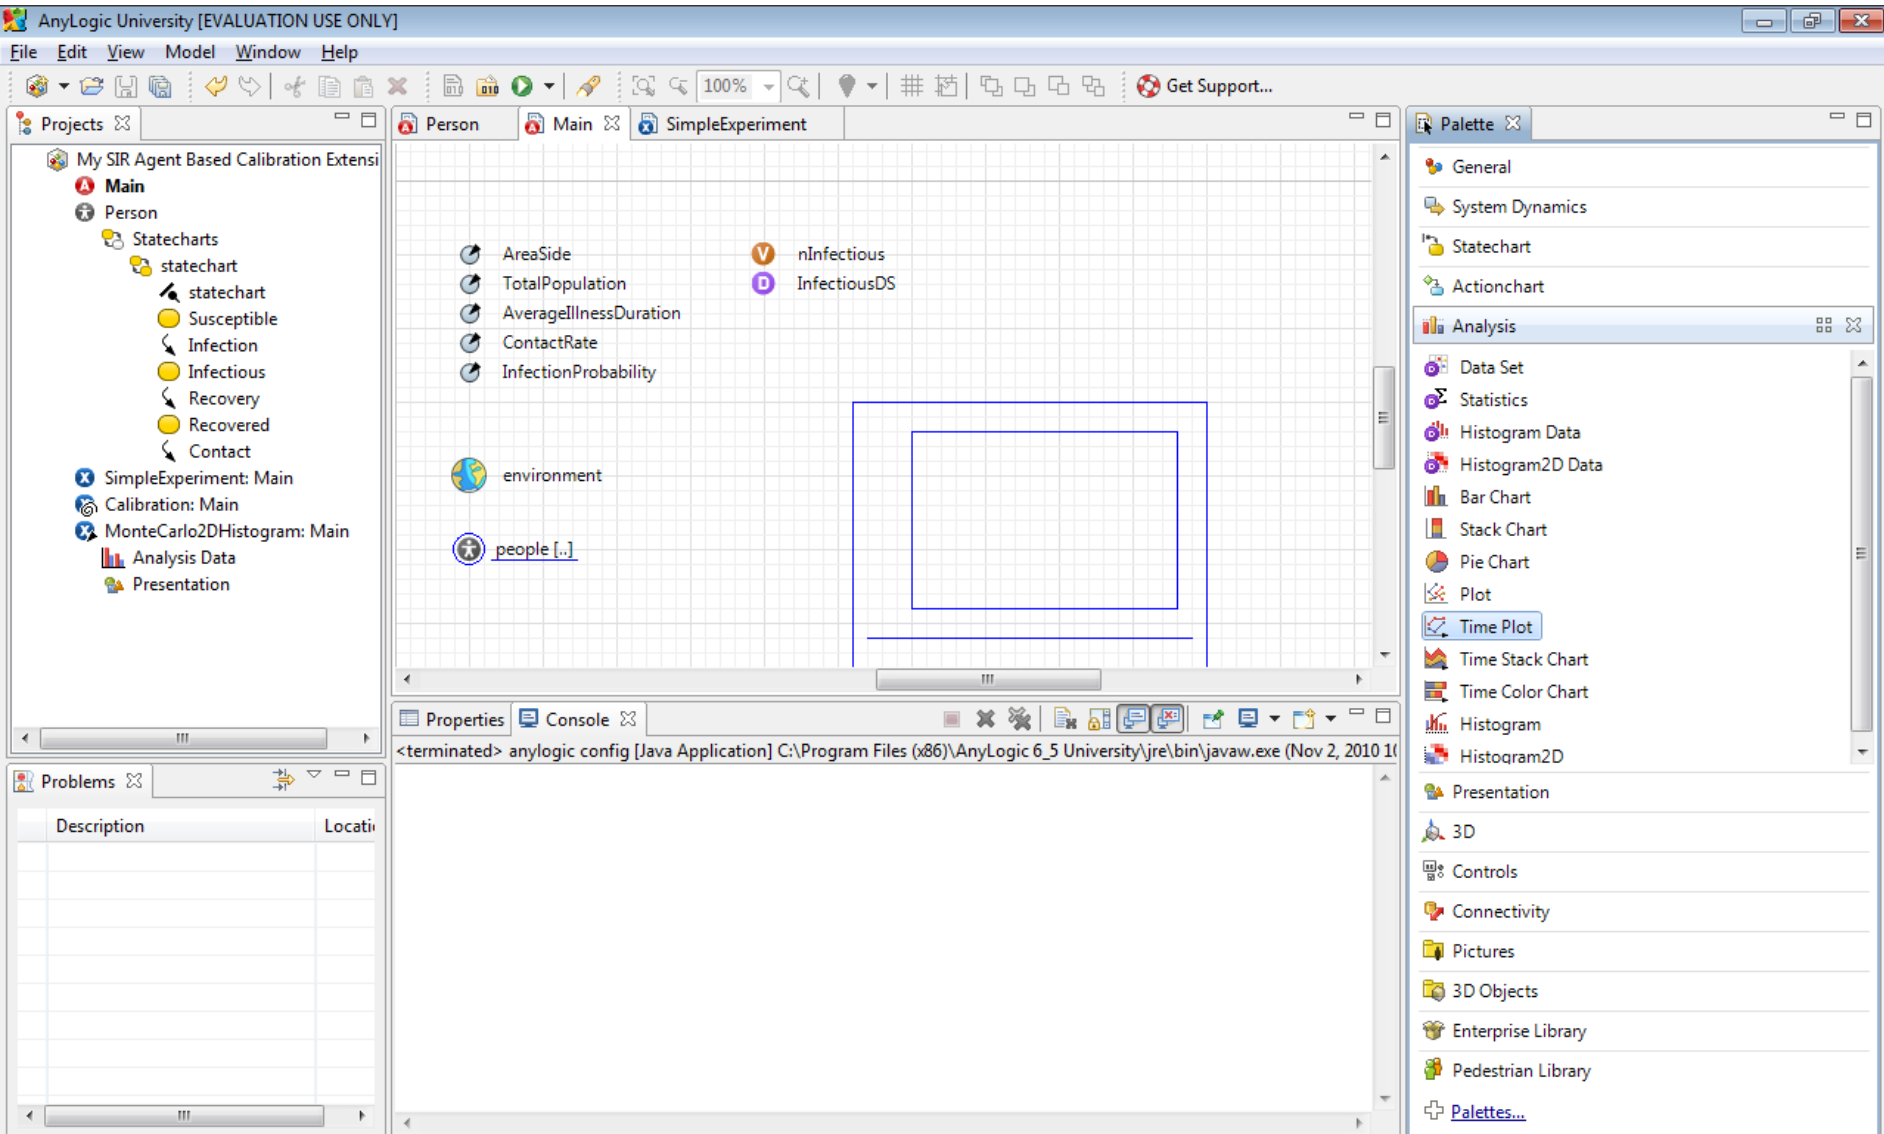 AnyLogic University [EVALUATION USE ONLY]
File Edit View Model Window Help
100% Get Support...
Projects
My SIR Agent Based Calibration Extensi
Main
Person
Statecharts
statechart
statechart
Susceptible
Infection
Infectious
Recovery
Recovered
Contact
SimpleExperiment: Main
Calibration: Main
MonteCarlo2DHistogram: Main
Analysis Data
Presentation
Problems
Description Locati
Person Main SimpleExperiment
AreaSide
TotalPopulation
AverageIllnessDuration
ContactRate
InfectionProbability
V nInfectious
D InfectiousDS
environment
people [..]
Properties Console
<terminated> anylogic config [Java Application] C:\Program Files (x86)\AnyLogic 6_5 University\jre\bin\javaw.exe (Nov 2, 2010 1(
Palette
General
System Dynamics
Statechart
Actionchart
Analysis
Data Set
Statistics
Histogram Data
Histogram2D Data
Bar Chart
Stack Chart
Pie Chart
Plot
Time Plot
Time Stack Chart
Time Color Chart
Histogram
Histogram2D
Presentation
3D
Controls
Connectivity
Pictures
3D Objects
Enterprise Library
Pedestrian Library
Palettes...